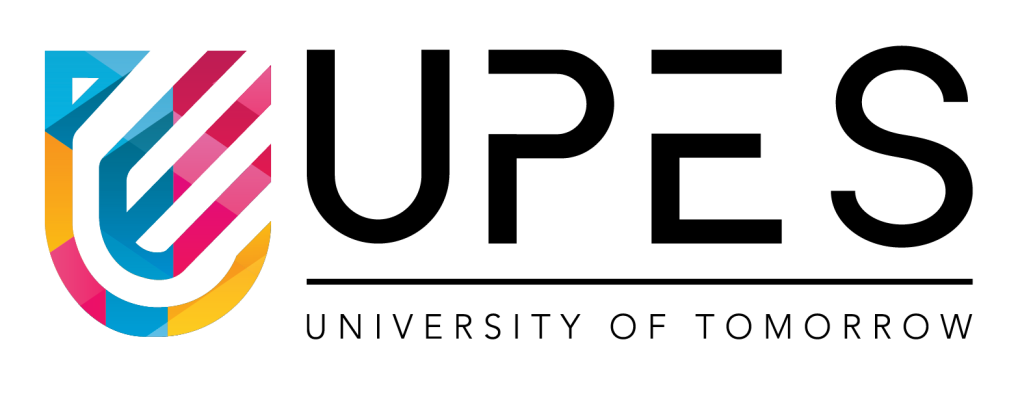 UPES
UNIVERSITY OF TOMORROW